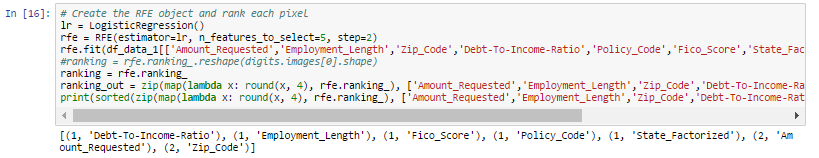 In [16]:
# Create the RFE object and rank each pixel
lr = LogisticRegression()
rfe = RFE(estimator=lr, n_features_to_select=5, step=2)
rfe.fit(df_data_1[['Amount_Requested','Employment_Length','Zip_Code','Debt-To-Income-Ratio','Policy_Code','Fico_Score','State_Fac
#ranking = rfe.ranking_.reshape(digits.images[0].shape)
ranking = rfe.ranking_
ranking_out = zip(map(lambda x: round(x, 4), rfe.ranking_), ['Amount_Requested','Employment_Length','Zip_Code','Debt-To-Income-Ra
print(sorted(zip(map(lambda x: round(x, 4), rfe.ranking_), ['Amount_Requested','Employment_Length','Zip_Code','Debt-To-Income-Rat
[(1, 'Debt-To-Income-Ratio'), (1, 'Employment_Length'), (1, 'Fico_Score'), (1, 'Policy_Code'), (1, 'State_Factorized'), (2, 'Am
ount_Requested'), (2, 'Zip_Code')]